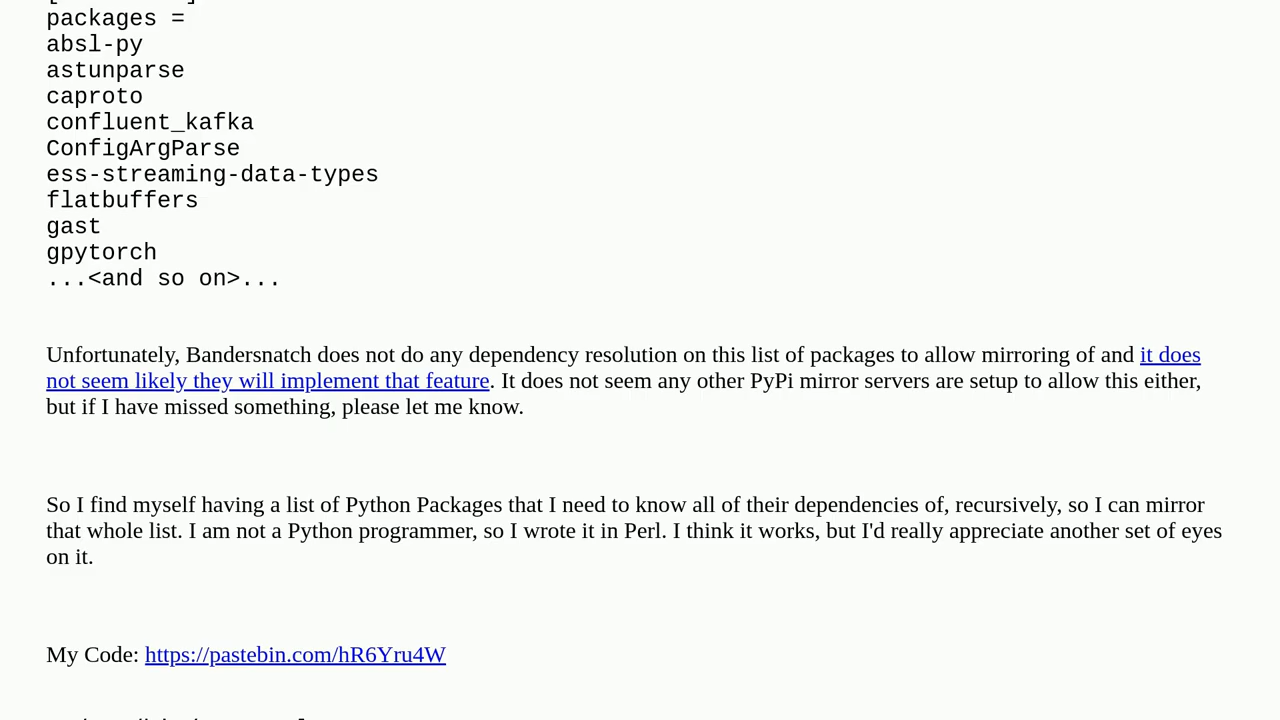 packages =
absl-py
astunparse
caproto
confluent_kafka
ConfigArgParse
ess-streaming-data-types
flatbuffers
gast
gpytorch
...<and so on>...
Unfortunately, Bandersnatch does not do any dependency resolution on this list of packages to allow mirroring of and it does
not seem likely they will implement that feature. It does not seem any other PyPi mirror servers are setup to allow this either,
but if I have missed something, please let me know.
So I find myself having a list of Python Packages that I need to know all of their dependencies of, recursively, so I can mirror
that whole list. I am not a Python programmer, so I wrote it in Perl. I think it works, but I'd really appreciate another set of eyes
on it.
My Code: https://pastebin.com/hR6Yru4W